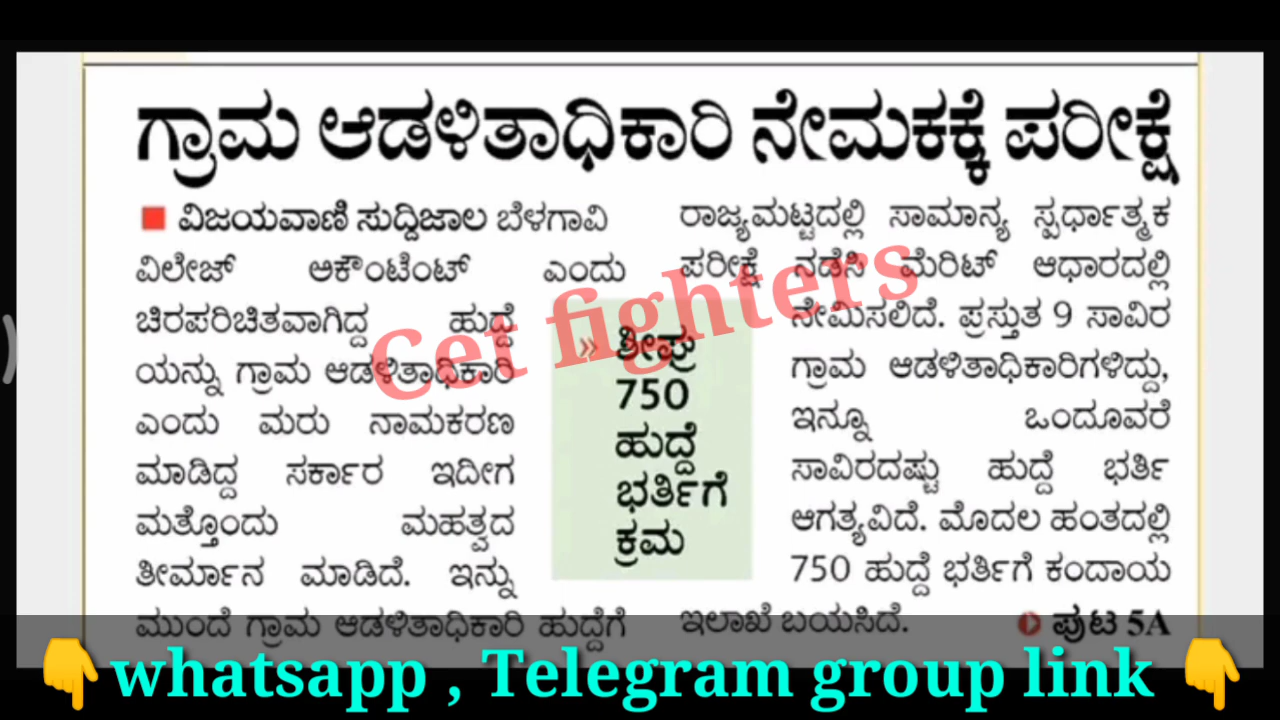 ಗ್ರಾಮ ಆಡಳಿತಾಧಿಕಾರಿ ನೇಮಕಕ್ಕೆ ಪರೀಕ್ಷೆ
■ ವಿಜಯವಾಣಿ ಸುದ್ದಿಜಾಲ ಬೆಳಗಾವಿ
ವಿಲೇಜ್ ಅಕೌಂಟೆಂಟ್ ಎಂದು
ಚಿರಪರಿಚಿತವಾಗಿದ್ದ ಹುದ್ದೆ
ಯನ್ನು ಗ್ರಾಮ ಆಡಳಿತಾಧಿಕಾರಿ
ಎಂದು ಮರು ನಾಮಕರಣ
ಮಾಡಿದ್ದ ಸರ್ಕಾರ ಇದೀಗ
ಮತ್ತೊಂದು ಮಹತ್ವದ
ತೀರ್ಮಾನ ಮಾಡಿದೆ. ಇನ್ನು
ಮುಂದೆ ಗ್ರಾಮ ಆಡಳಿತಾಧಿಕಾರಿ ಹುದ್ದೆಗೆ
» ಶೀಘ್ರ
750
ಹುದ್ದೆ
ಭರ್ತಿಗೆ
ಕ್ರಮ
ರಾಜ್ಯಮಟ್ಟದಲ್ಲಿ ಸಾಮಾನ್ಯ ಸ್ಪರ್ಧಾತ್ಮಕ
ಪರೀಕ್ಷೆ ನಡೆಸಿ ಮೆರಿಟ್ ಆಧಾರದಲ್ಲಿ
ನೇಮಿಸಲಿದೆ. ಪ್ರಸ್ತುತ 9 ಸಾವಿರ
ಗ್ರಾಮ ಆಡಳಿತಾಧಿಕಾರಿಗಳಿದ್ದು,
ಇನ್ನೂ ಒಂದೂವರೆ
ಸಾವಿರದಷ್ಟು ಹುದ್ದೆ ಭರ್ತಿ
ಆಗತ್ಯವಿದೆ. ಮೊದಲ ಹಂತದಲ್ಲಿ
750 ಹುದ್ದೆ ಭರ್ತಿಗೆ ಕಂದಾಯ
ಇಲಾಖೆ ಬಯಸಿದೆ. ಪುಟ 5A
Cet fighters
👇whatsapp , Telegram group link 👇